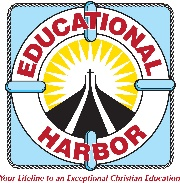 EDUCATIONAL
HARBOR
Your Lifeline to an Exceptional Christian Education